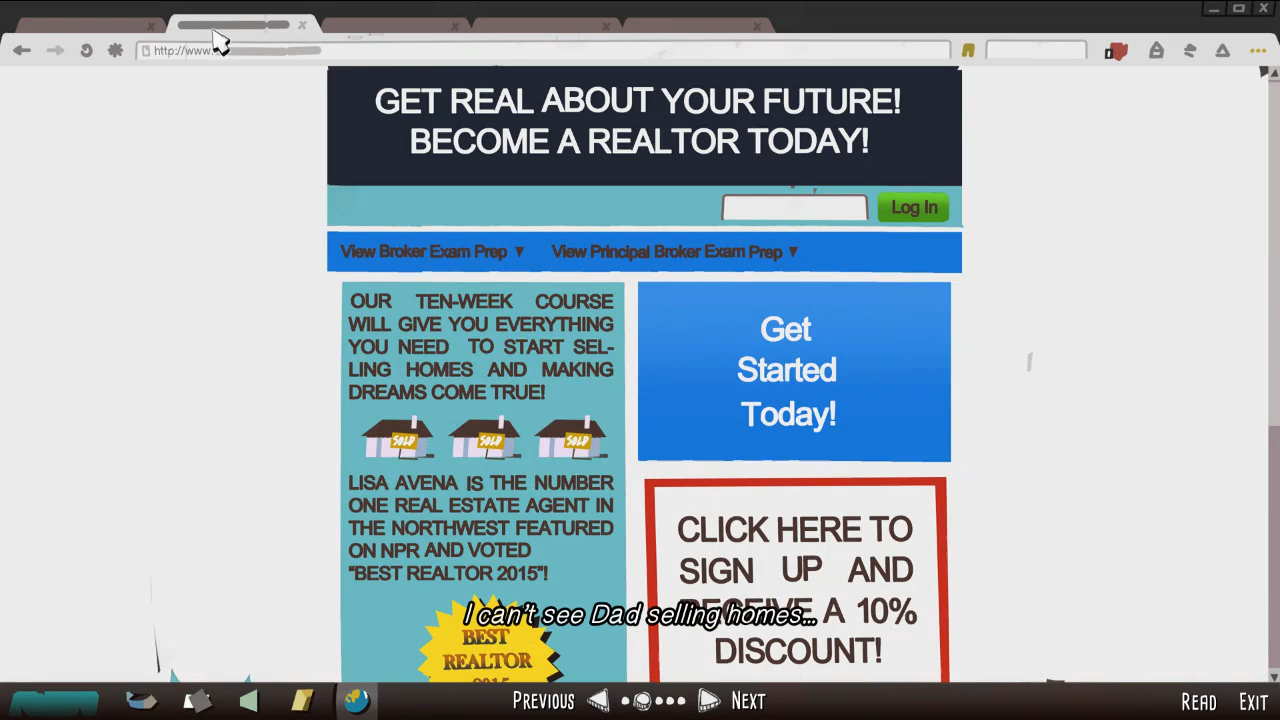 http://www.
GET REAL ABOUT YOUR FUTURE!
BECOME A REALTOR TODAY!
Log In
View Broker Exam Prep ▼ View Principal Broker Exam Prep ▼
OUR TEN-WEEK COURSE
WILL GIVE YOU EVERYTHING
YOU NEED TO START SEL-
LING HOMES AND MAKING
DREAMS COME TRUE!
SOLD SOLD SOLD
LISA AVENA IS THE NUMBER
ONE REAL ESTATE AGENT IN
THE NORTHWEST FEATURED
ON NPR AND VOTED
"BEST REALTOR 2015"!
BEST
REALTOR
2015
Get
Started
Today!
CLICK HERE TO
SIGN UP AND
RECEIVE A 10%
DISCOUNT!
I can't see Dad selling homes...
PREVIOUS NEXT
READ EXIT